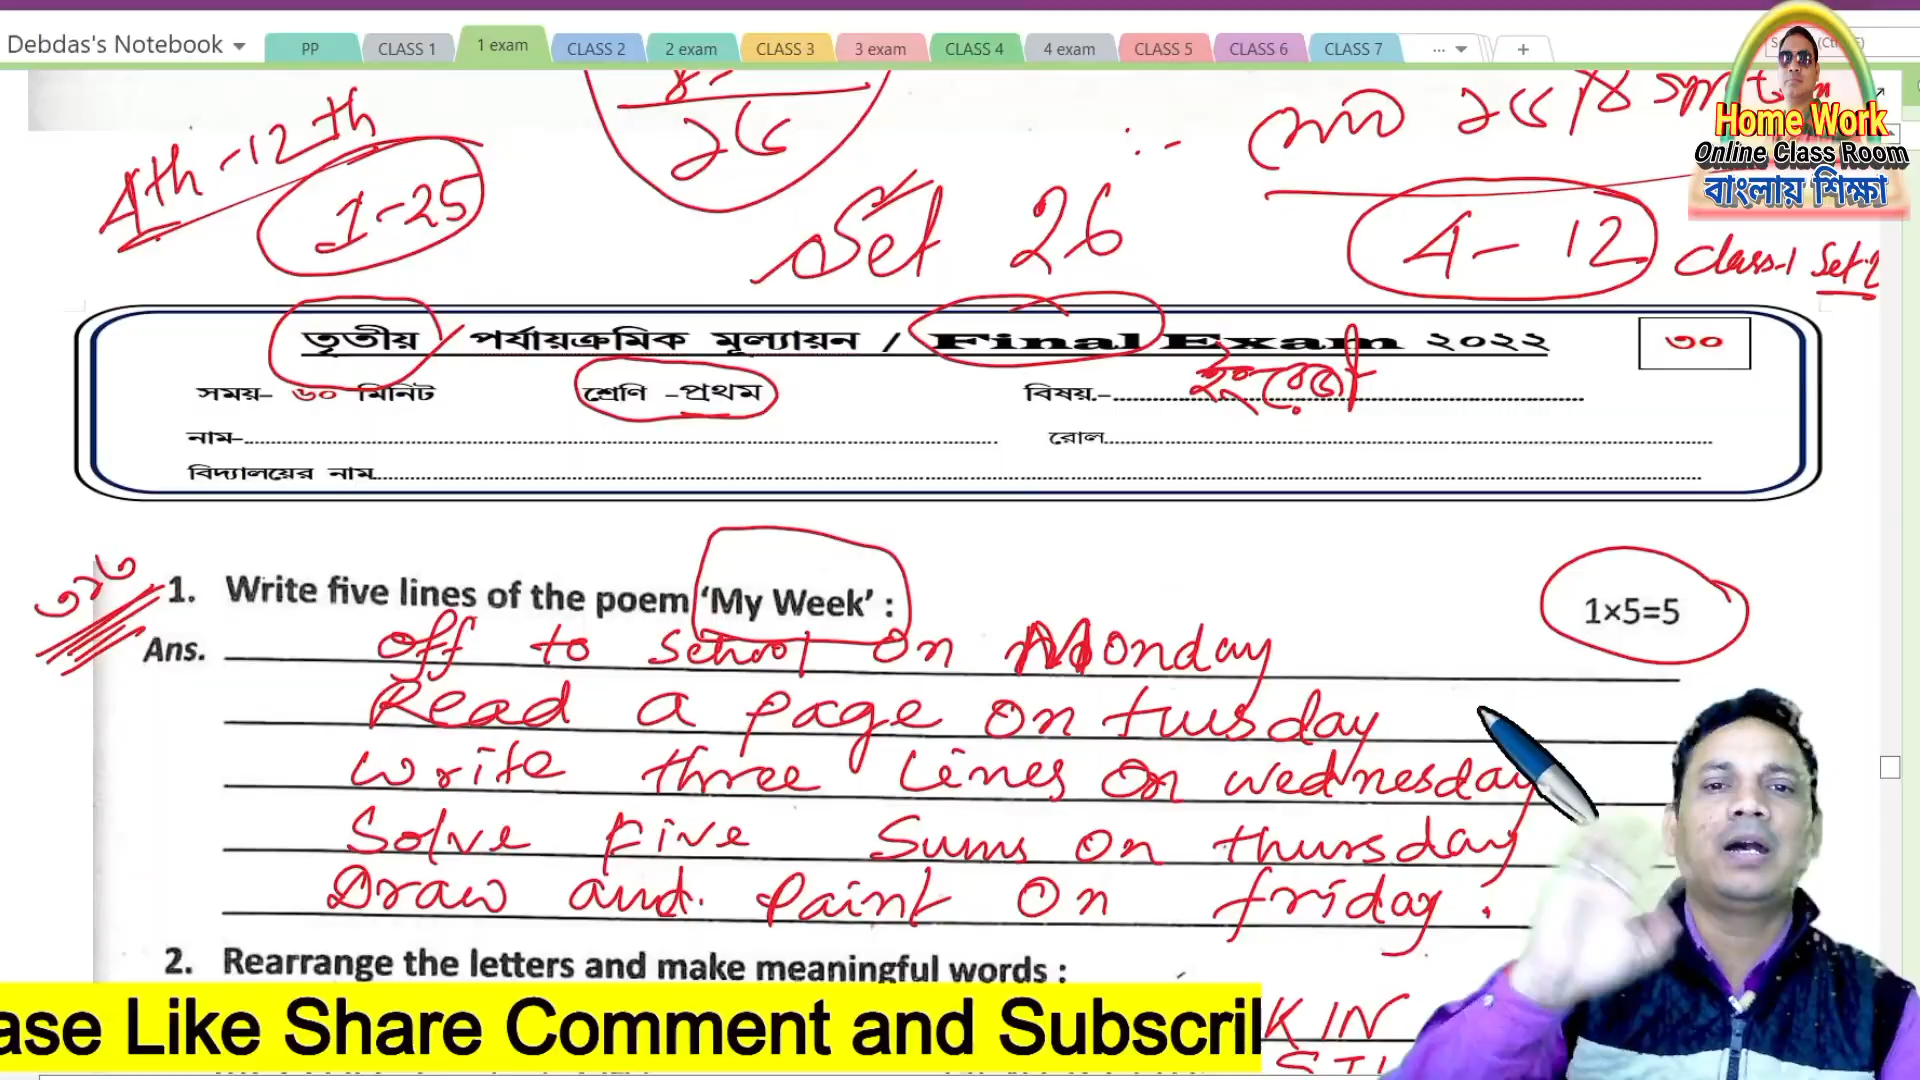 Debdas's Notebook
PP CLASS 1 1 exam CLASS 2 2 exam CLASS 3 3 exam CLASS 4 4 exam CLASS 5 CLASS 6 CLASS 7 ... +
Home Work
Online Class Room
বাংলায় শিক্ষা
4th -12th
1-25
২৫
Set 26
4 - 12
Class-1 Set-2
তৃতীয় / পর্যায়ক্রমিক মূল্যায়ন / Final Exam ২০২২
৩০
সময়- ৬০ মিনিট শ্রেণি -প্রথম বিষয়.- ইংরেজী
নাম- রোল
বিদ্যালয়ের নাম
1. Write five lines of the poem 'My Week' : 1×5=5
Ans. Off to school on Monday
Read a page on tuesday
Write three lines on wednesday
Solve Five Sums on thursday
Draw and paint on friday.
2. Rearrange the letters and make meaningful words :
ase Like Share Comment and Subscril
KIN